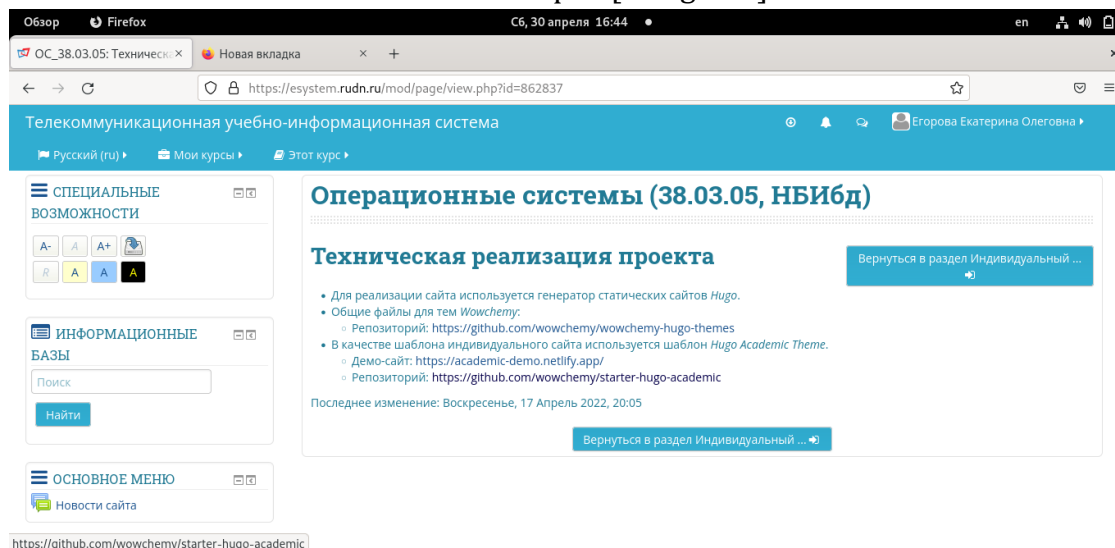 Обзор Firefox Сб, 30 апреля 16:44 en
ОС_38.03.05: Техническа × Новая вкладка × +
https://esystem.rudn.ru/mod/page/view.php?id=862837
Телекоммуникационная учебно-информационная система Егорова Екатерина Олеговна
Русский (ru) Мои курсы Этот курс
СПЕЦИАЛЬНЫЕ
ВОЗМОЖНОСТИ
A- A A+
R A A A
ИНФОРМАЦИОННЫЕ
БАЗЫ
Поиск
Найти
ОСНОВНОЕ МЕНЮ
Новости сайта
Операционные системы (38.03.05, НБИбд)
Техническая реализация проекта
Вернуться в раздел Индивидуальный ...
• Для реализации сайта используется генератор статических сайтов Hugo.
• Общие файлы для тем Wowchemy:
◦ Репозиторий: https://github.com/wowchemy/wowchemy-hugo-themes
• В качестве шаблона индивидуального сайта используется шаблон Hugo Academic Theme.
◦ Демо-сайт: https://academic-demo.netlify.app/
◦ Репозиторий: https://github.com/wowchemy/starter-hugo-academic
Последнее изменение: Воскресенье, 17 Апрель 2022, 20:05
Вернуться в раздел Индивидуальный ...
https://github.com/wowchemy/starter-hugo-academic